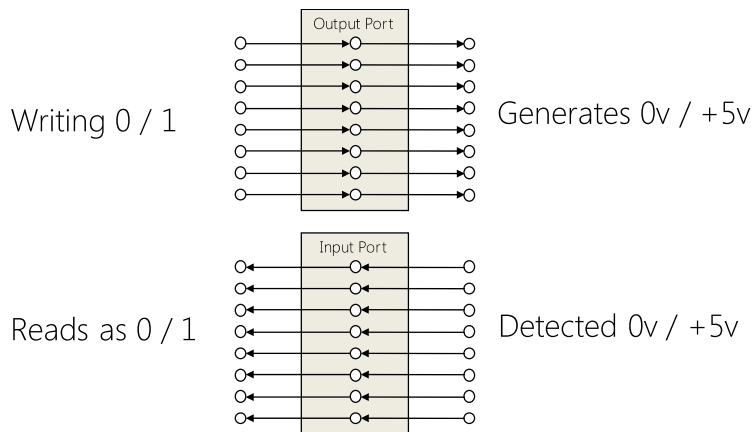 Output Port
Writing 0 / 1
Generates 0v / +5v
Input Port
Reads as 0 / 1
Detected 0v / +5v